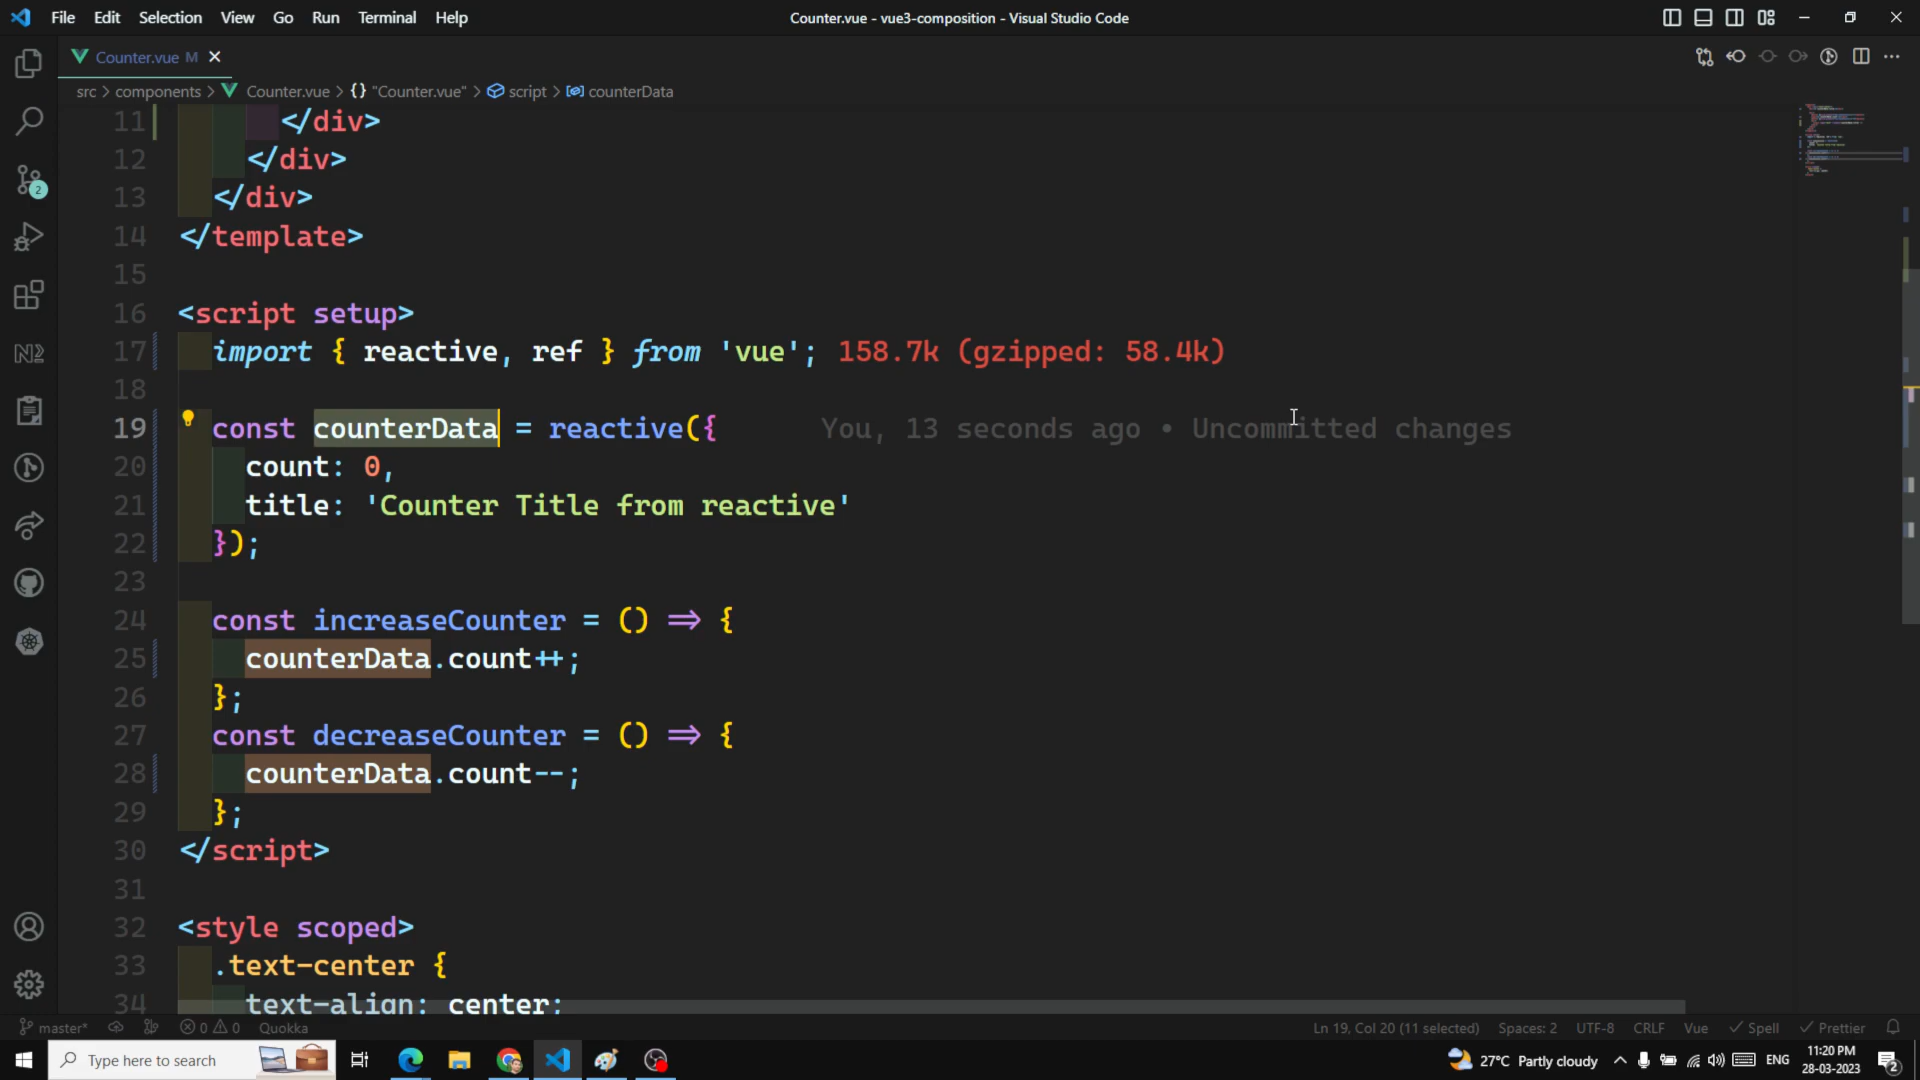 File Edit Selection View Go Run Terminal Help
Counter.vue - vue3-composition - Visual Studio Code
Counter.vue M
src > components > Counter.vue > {} "Counter.vue" > script > counterData
11 </div>
12 </div>
13 </div>
14 </template>
15
16 <script setup>
17 import { reactive, ref } from 'vue'; 158.7k (gzipped: 58.4k)
18
19 const counterData = reactive({ You, 13 seconds ago • Uncommitted changes
20 count: 0,
21 title: 'Counter Title from reactive'
22 });
23
24 const increaseCounter = () => {
25 counterData.count++;
26 };
27 const decreaseCounter = () => {
28 counterData.count--;
29 };
30 </script>
31
32 <style scoped>
33 .text-center {
34 text-align: center;
2
master* 0 0 Quokka Ln 19, Col 20 (11 selected) Spaces: 2 UTF-8 CRLF Vue Spell Prettier
Type here to search
27°C Partly cloudy ENG 11:20 PM
28-03-2023
2